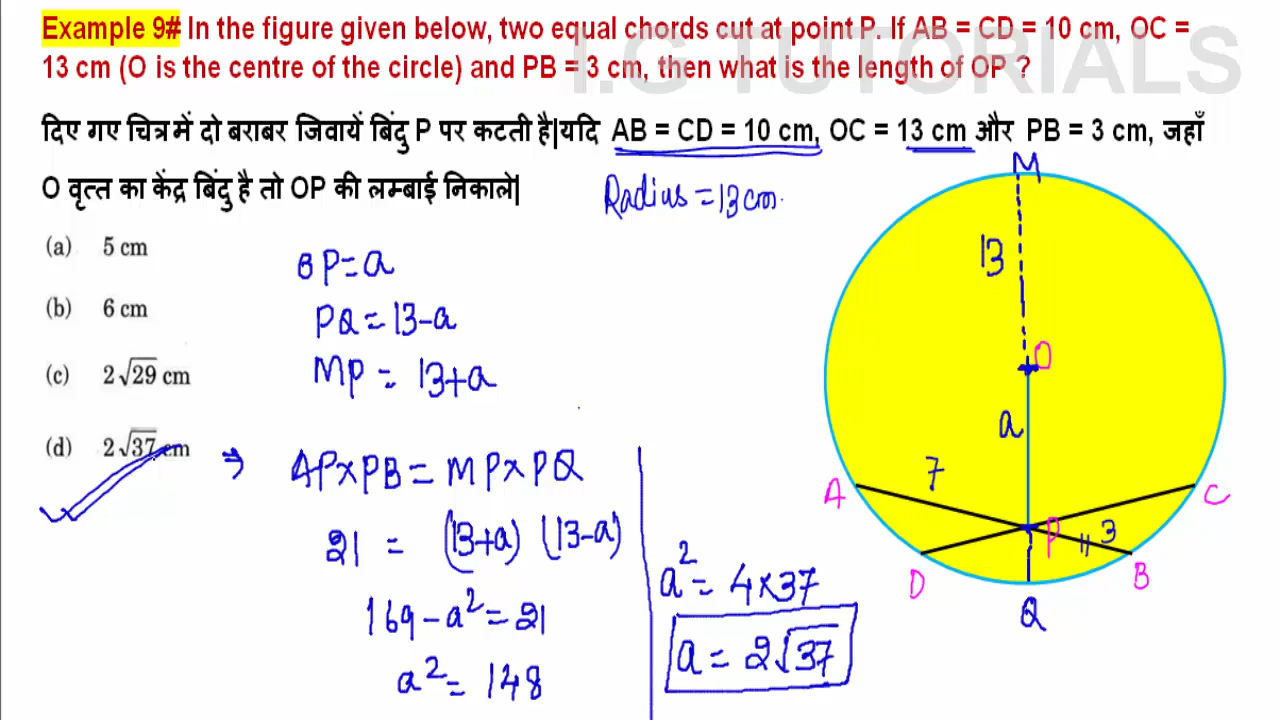 Example 9# In the figure given below, two equal chords cut at point P. If AB = CD = 10 cm, OC =
13 cm (O is the centre of the circle) and PB = 3 cm, then what is the length of OP ?
I.G TUTORIALS
दिए गए चित्र में दो बराबर जिवायें बिंदु P पर कटती है|यदि AB = CD = 10 cm, OC = 13 cm और PB = 3 cm, जहाँ
O वृत्त का केंद्र बिंदु है तो OP की लम्बाई निकाले|
Radius = 13 cm.
(a) 5 cm
(b) 6 cm
(c) 2√29 cm
(d) 2√37 cm
OP = a
PQ = 13-a
MP = 13+a
⇒ AP×PB = MP×PQ
21 = (13+a) (13-a)
169 - a² = 21
a² = 148
a² = 4×37
a = 2√37
M
13
O
a
A
7
C
P
3
D
B
Q